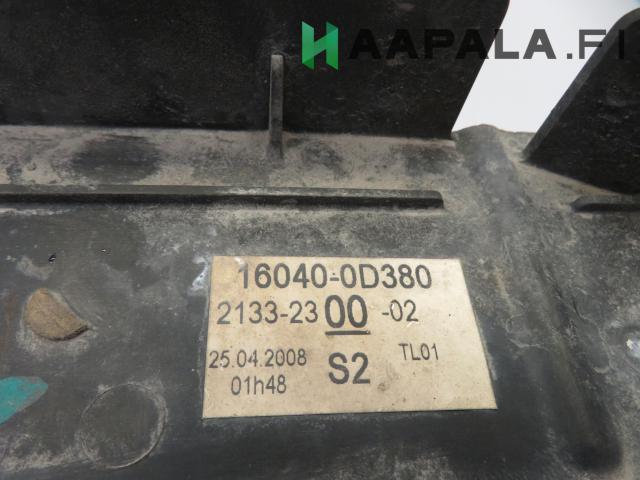 HAAPALA.FI
16040-0D380
2133-2300-02
25.04.2008 S2 TL01
01h48